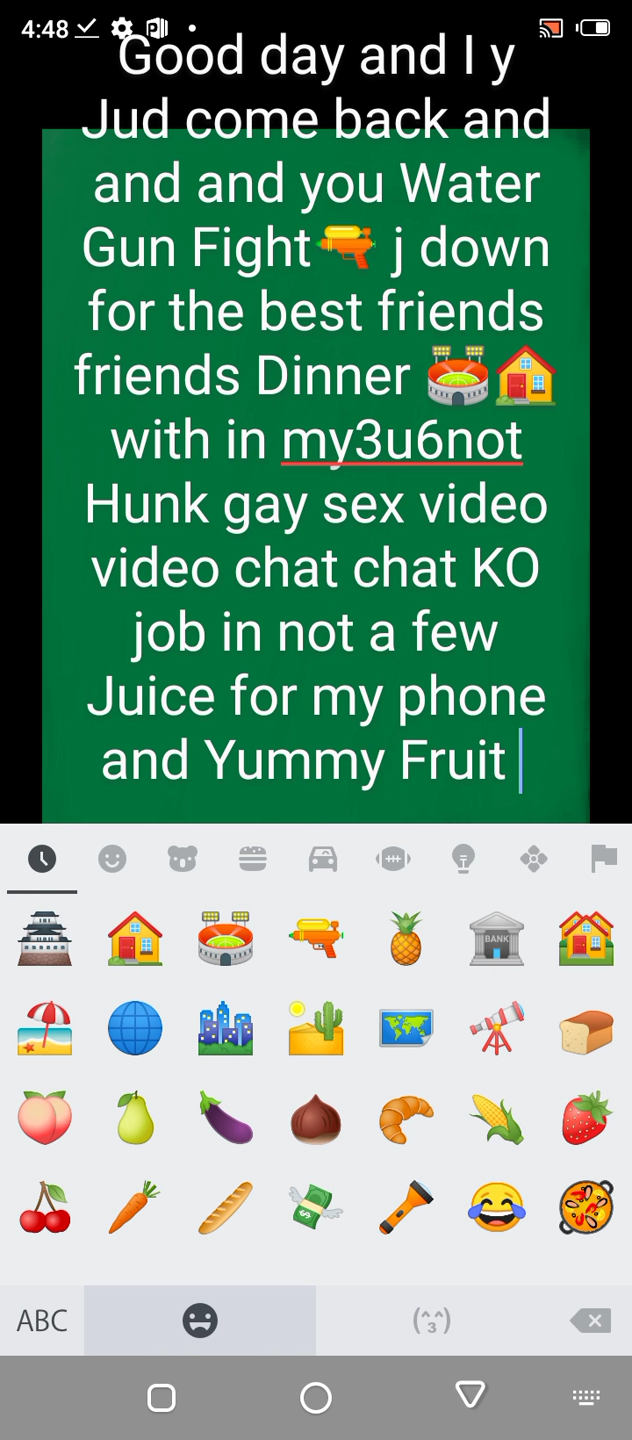 4:48
Good day and I y
Jud come back and
and and you Water
Gun Fight🔫 j down
for the best friends
friends Dinner 🏟️🏠
with in my3u6not
Hunk gay sex video
video chat chat KO
job in not a few
Juice for my phone
and Yummy Fruit
BANK
ABC